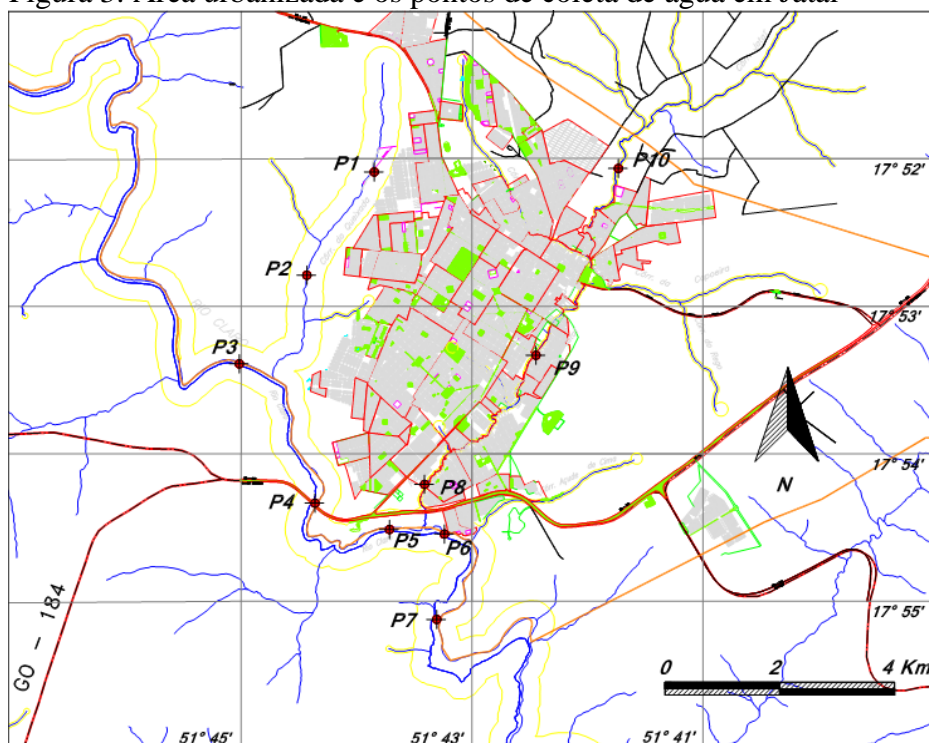 Figura 3: Área urbanizada e os pontos de coleta de água em Jataí
P1
P10
17° 52'
P2
17° 53'
RIO CLARO
P3
P9
17° 54'
P8
P4
N
P5
P6
P7
17° 55'
GO - 184
0 2 4 Km
51° 45'
51° 43'
51° 41'